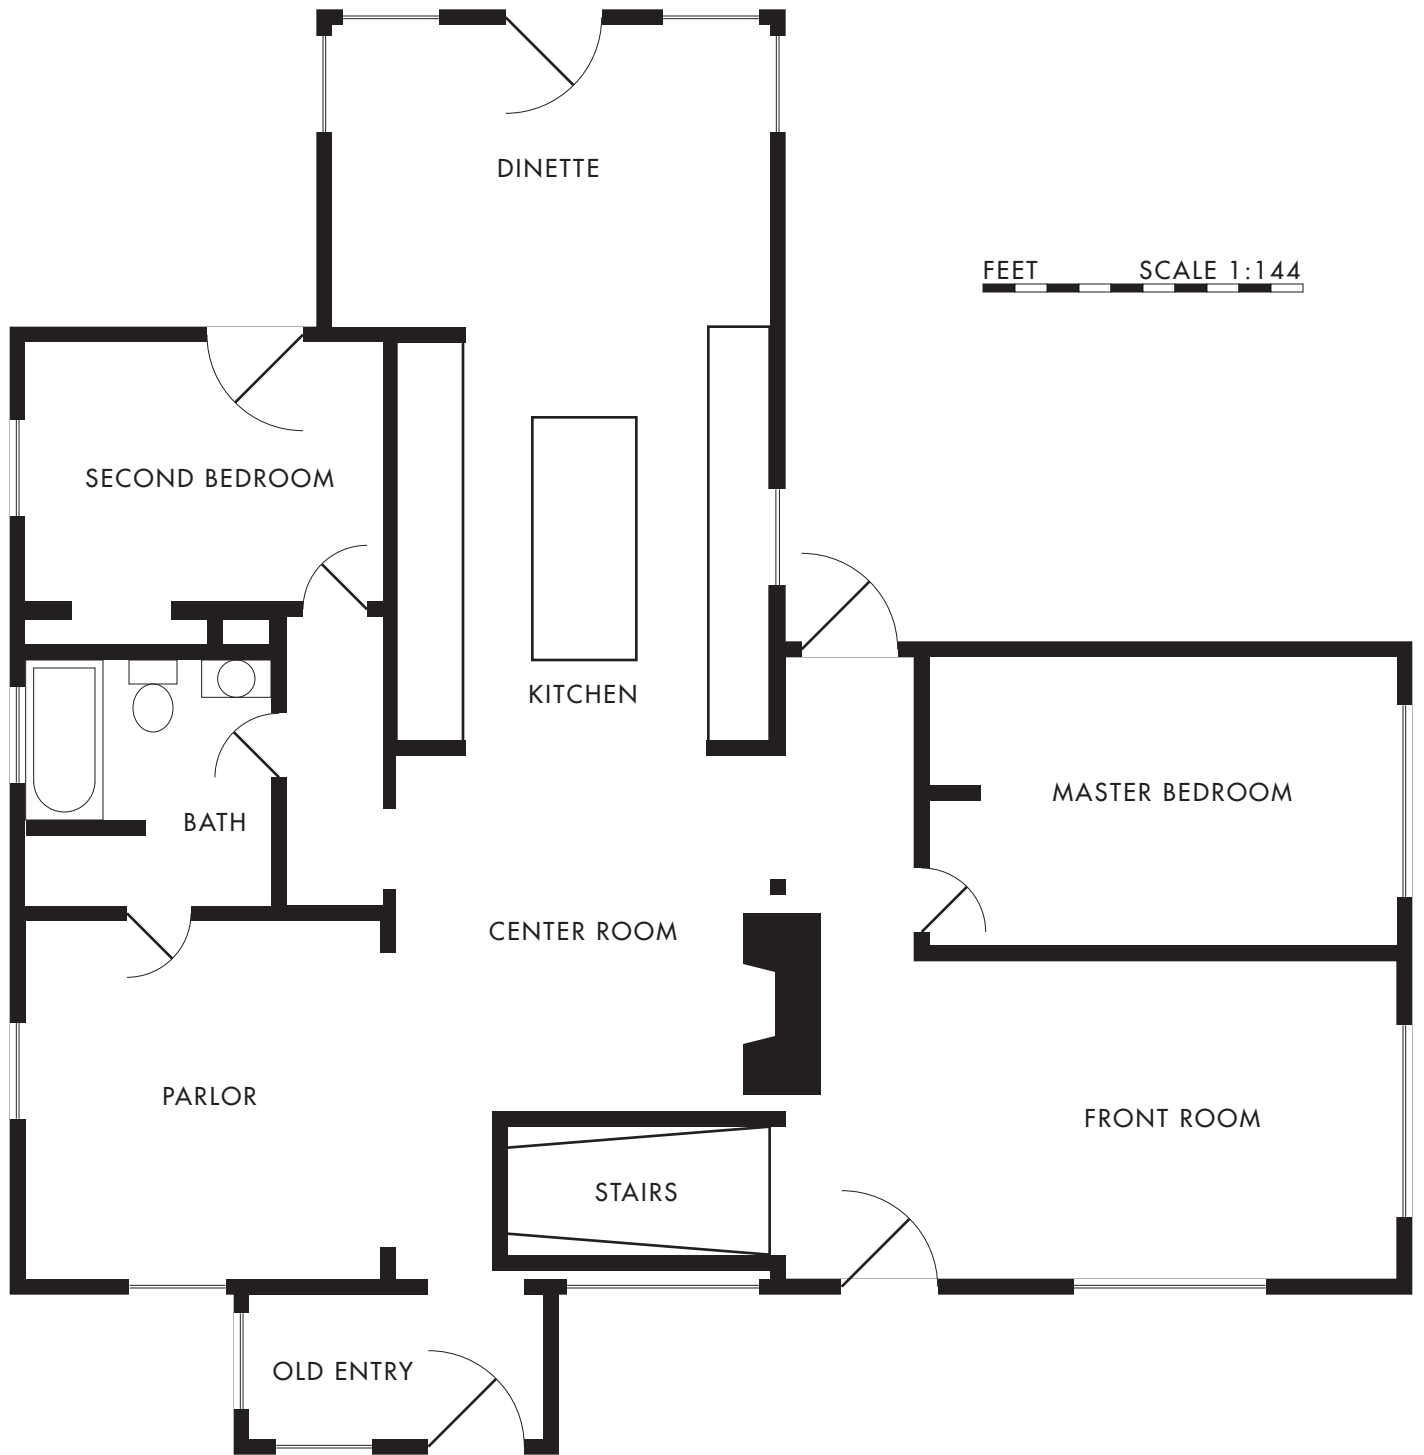 DINETTE
FEET SCALE 1:144
SECOND BEDROOM
KITCHEN
MASTER BEDROOM
BATH
CENTER ROOM
PARLOR
FRONT ROOM
STAIRS
OLD ENTRY